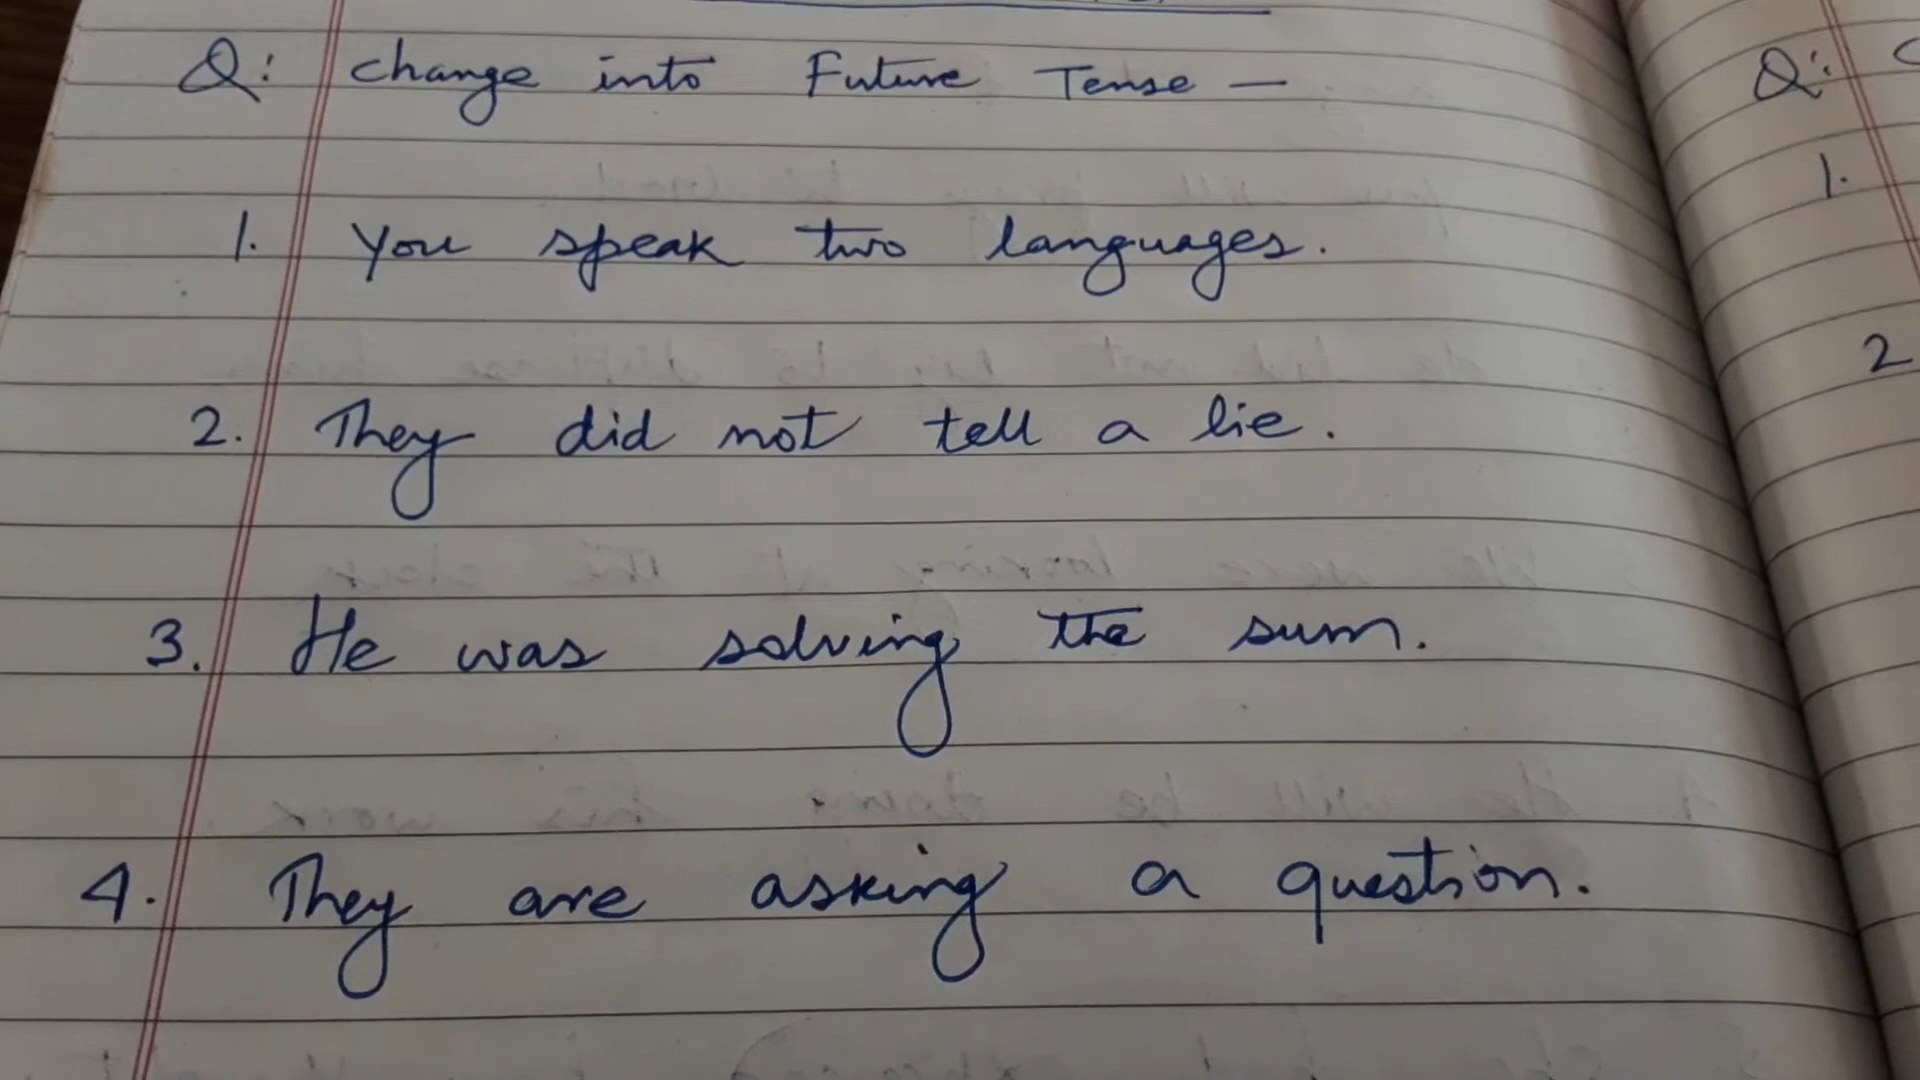 Q: change into Future Tense —
1. You speak two languages.
2. They did not tell a lie.
3. He was solving the sum.
4. They are asking a question.
Q:
1.
2